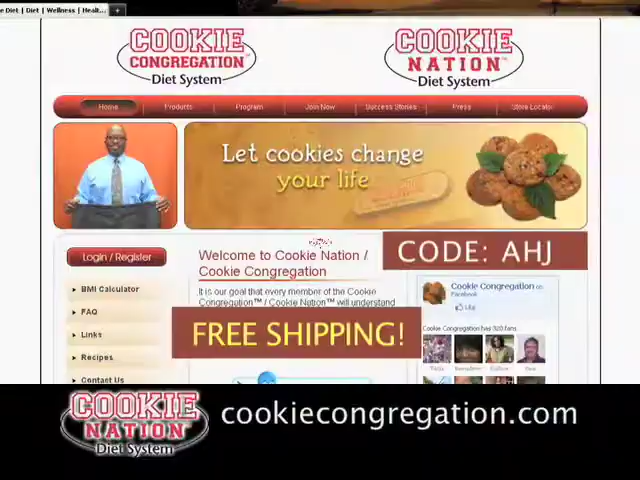 e Diet | Diet | Wellness | Healt...
COOKIE
CONGREGATION™
Diet System
COOKIE
NATION™
Diet System
Home
Products
Program
Join Now
Success Stories
Press
Store Locator
Let cookies change
your life
Login / Register
BMI Calculator
FAQ
Links
Recipes
Contact Us
Welcome to Cookie Nation /
Cookie Congregation
It is our goal that every member of the Cookie
Congregation™ / Cookie Nation™ will understand
CODE: AHJ
FREE SHIPPING!
Cookie Congregation on
Facebook
Like
Cookie Congregation has 320 fans
COOKIE
NATION
Diet System
cookiecongregation.com